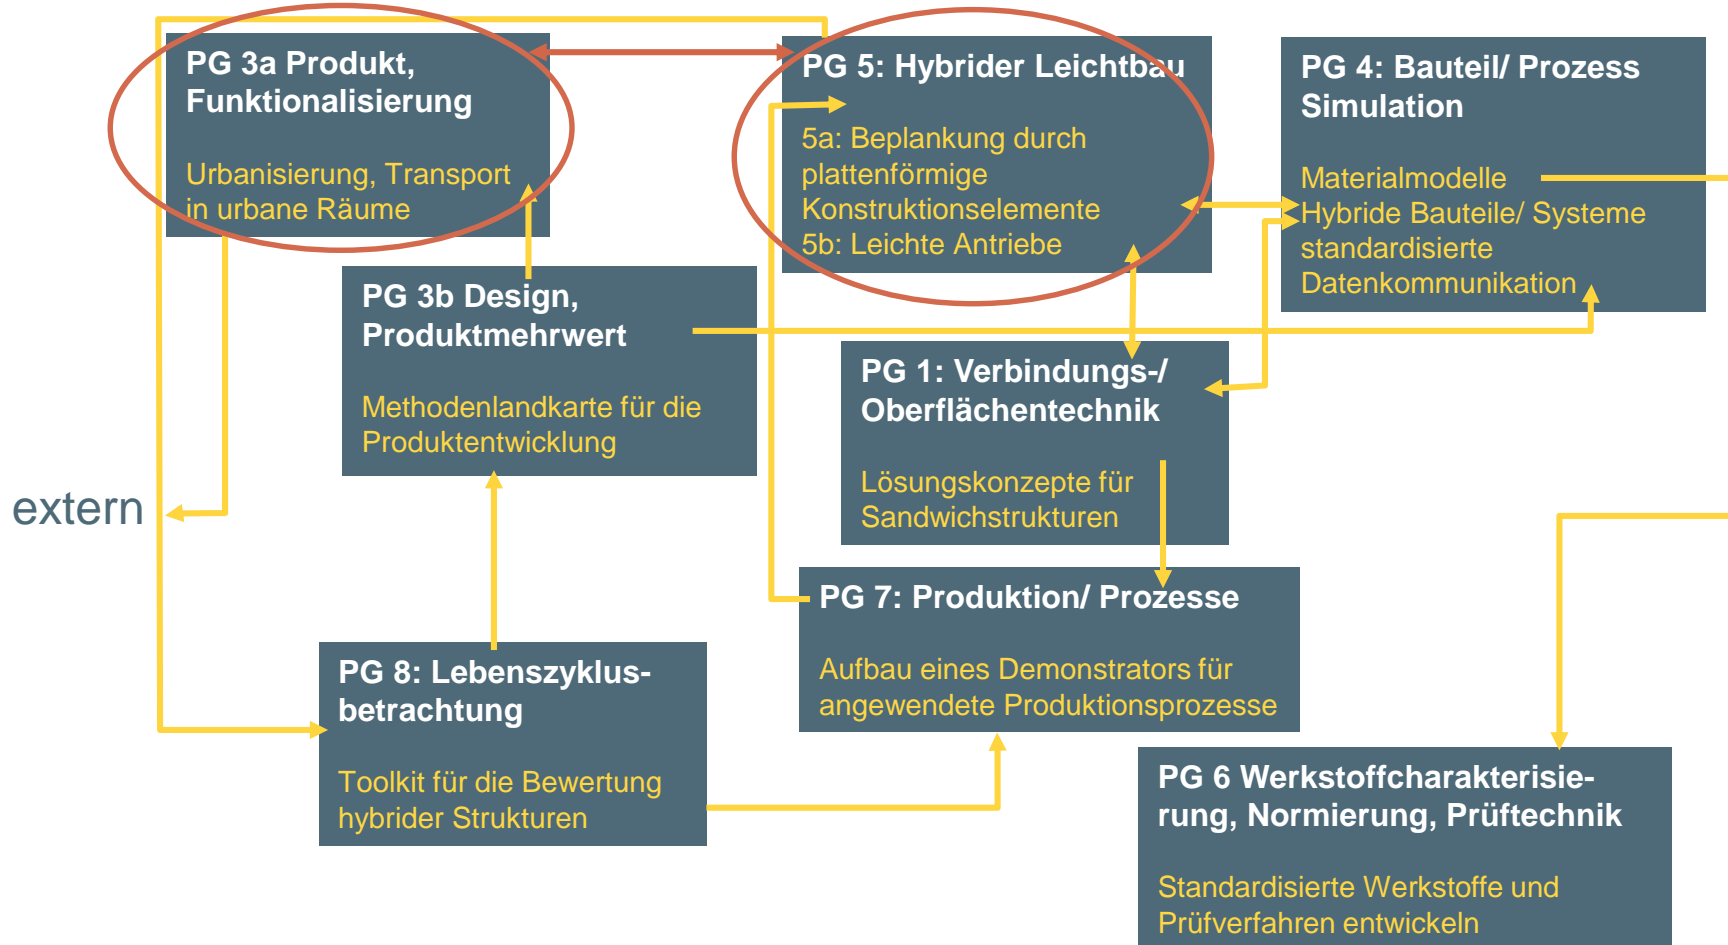 PG 3a Produkt,
Funktionalisierung
Urbanisierung, Transport
in urbane Räume
PG 5: Hybrider Leichtbau
5a: Beplankung durch
plattenförmige
Konstruktionselemente
5b: Leichte Antriebe
PG 4: Bauteil/ Prozess
Simulation
Materialmodelle
Hybride Bauteile/ Systeme
standardisierte
Datenkommunikation
PG 3b Design,
Produktmehrwert
Methodenlandkarte für die
Produktentwicklung
PG 1: Verbindungs-/
Oberflächentechnik
Lösungskonzepte für
Sandwichstrukturen
extern
PG 7: Produktion/ Prozesse
Aufbau eines Demonstrators für
angewendete Produktionsprozesse
PG 8: Lebenszyklus-
betrachtung
Toolkit für die Bewertung
hybrider Strukturen
PG 6 Werkstoffcharakterisie-
rung, Normierung, Prüftechnik
Standardisierte Werkstoffe und
Prüfverfahren entwickeln